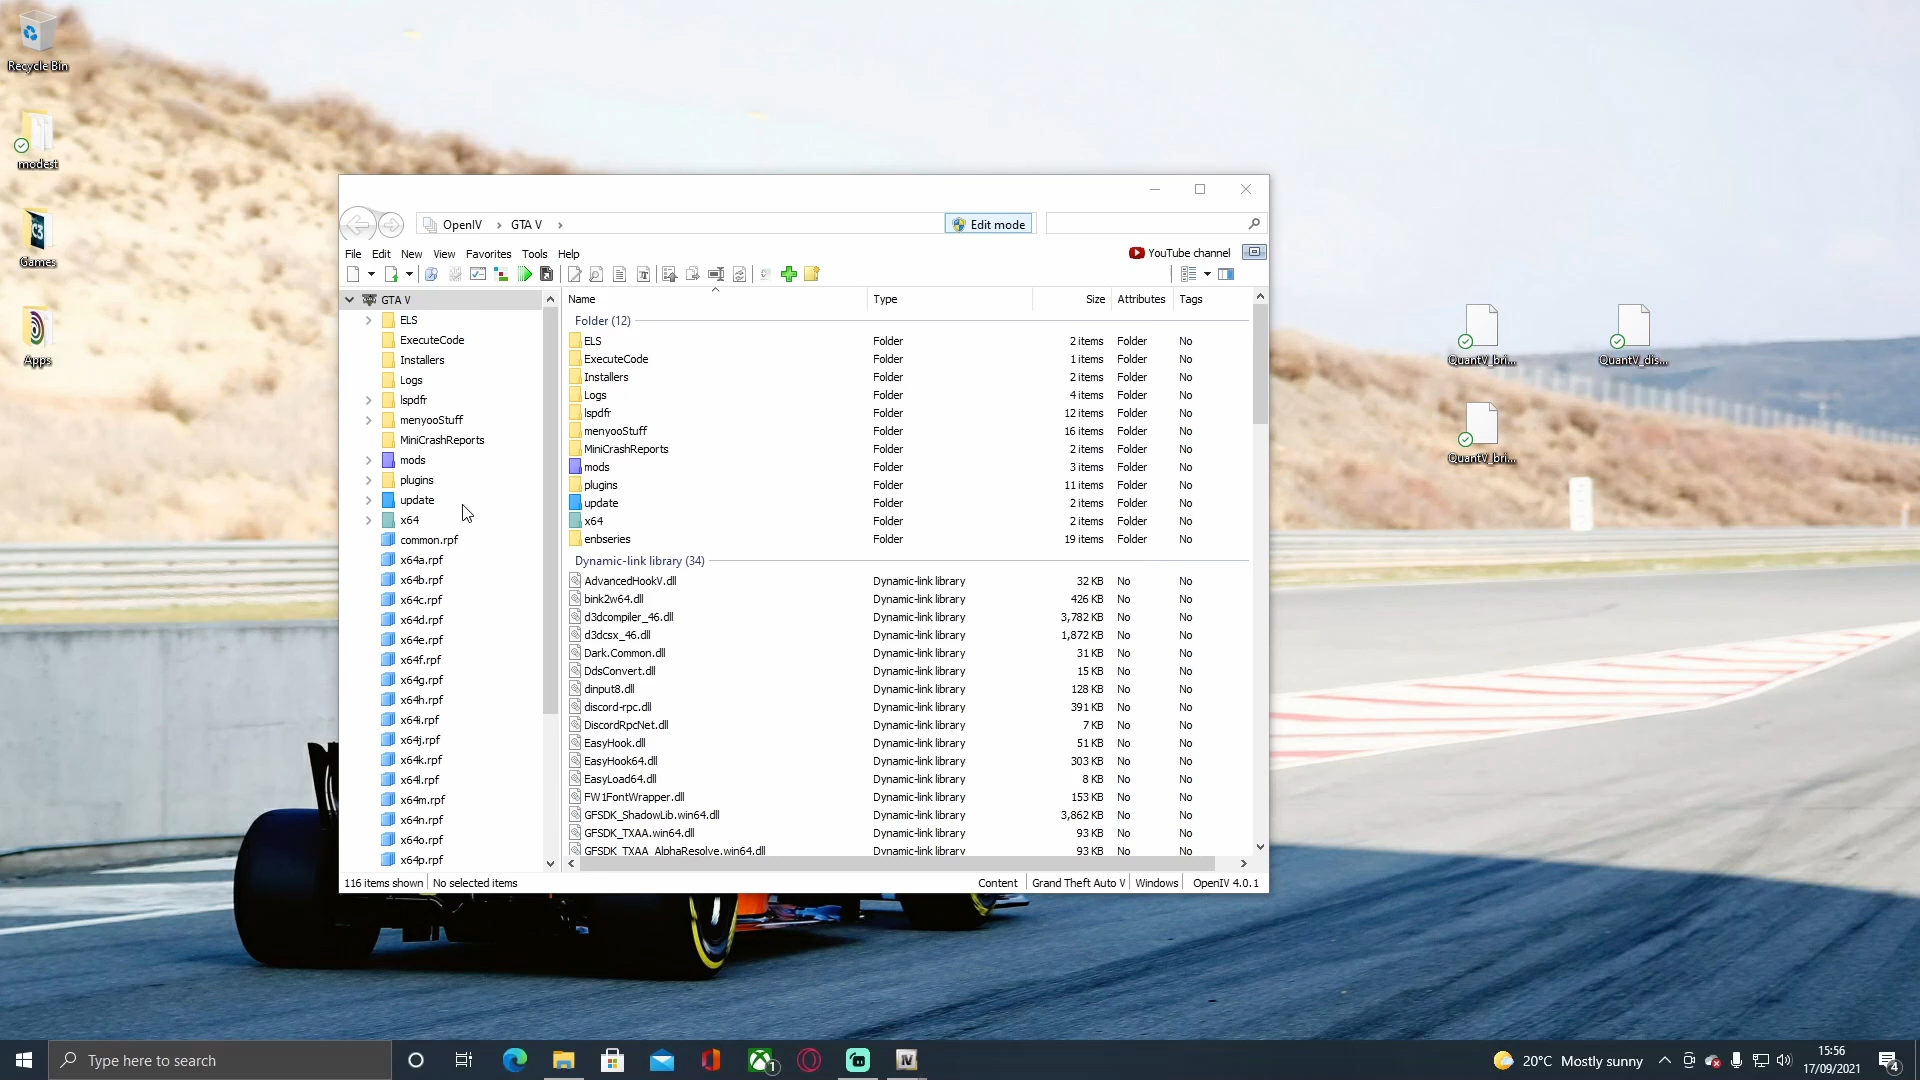 Recycle Bin
modest
Games
Apps
QuantV_bri...
QuantV_dis...
QuantV_bri...
OpenIV
GTA V
Edit mode
File Edit New View Favorites Tools Help
YouTube channel
GTA V
ELS
ExecuteCode
Installers
Logs
lspdfr
menyooStuff
MiniCrashReports
mods
plugins
update
x64
common.rpf
x64a.rpf
x64b.rpf
x64c.rpf
x64d.rpf
x64e.rpf
x64f.rpf
x64g.rpf
x64h.rpf
x64i.rpf
x64j.rpf
x64k.rpf
x64l.rpf
x64m.rpf
x64n.rpf
x64o.rpf
x64p.rpf
Name Type Size Attributes Tags
Folder (12)
ELS Folder 2 items Folder No
ExecuteCode Folder 1 items Folder No
Installers Folder 2 items Folder No
Logs Folder 4 items Folder No
lspdfr Folder 12 items Folder No
menyooStuff Folder 16 items Folder No
MiniCrashReports Folder 2 items Folder No
mods Folder 3 items Folder No
plugins Folder 11 items Folder No
update Folder 2 items Folder No
x64 Folder 2 items Folder No
enbseries Folder 19 items Folder No
Dynamic-link library (34)
AdvancedHookV.dll Dynamic-link library 32 KB No No
bink2w64.dll Dynamic-link library 426 KB No No
d3dcompiler_46.dll Dynamic-link library 3,782 KB No No
d3dcsx_46.dll Dynamic-link library 1,872 KB No No
Dark.Common.dll Dynamic-link library 31 KB No No
DdsConvert.dll Dynamic-link library 15 KB No No
dinput8.dll Dynamic-link library 128 KB No No
discord-rpc.dll Dynamic-link library 391 KB No No
DiscordRpcNet.dll Dynamic-link library 7 KB No No
EasyHook.dll Dynamic-link library 51 KB No No
EasyHook64.dll Dynamic-link library 303 KB No No
EasyLoad64.dll Dynamic-link library 8 KB No No
FW1FontWrapper.dll Dynamic-link library 153 KB No No
GFSDK_ShadowLib.win64.dll Dynamic-link library 3,862 KB No No
GFSDK_TXAA.win64.dll Dynamic-link library 93 KB No No
GFSDK_TXAA_AlphaResolve.win64.dll Dynamic-link library 93 KB No No
116 items shown No selected items Content Grand Theft Auto V Windows OpenIV 4.0.1
Type here to search
1
IV
20°C Mostly sunny
15:56
17/09/2021
4